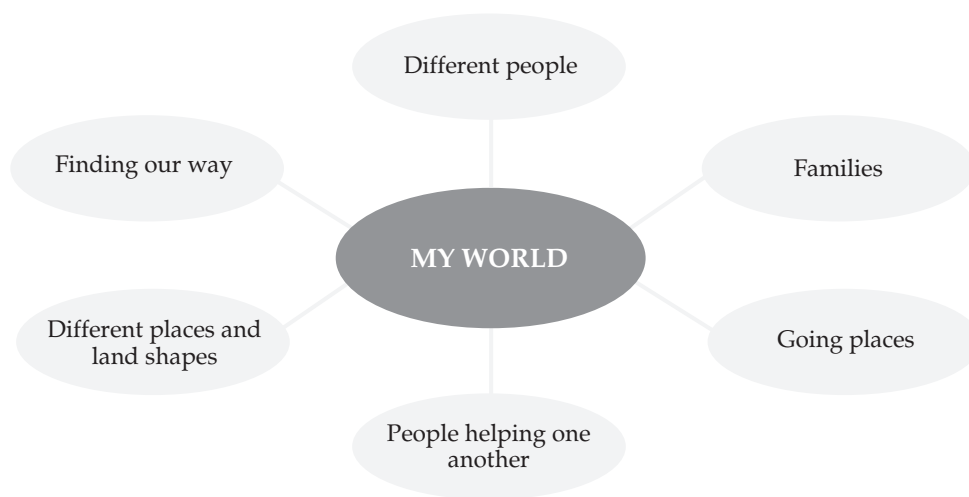 Different people
Finding our way
Families
MY WORLD
Different places and
land shapes
Going places
People helping one
another